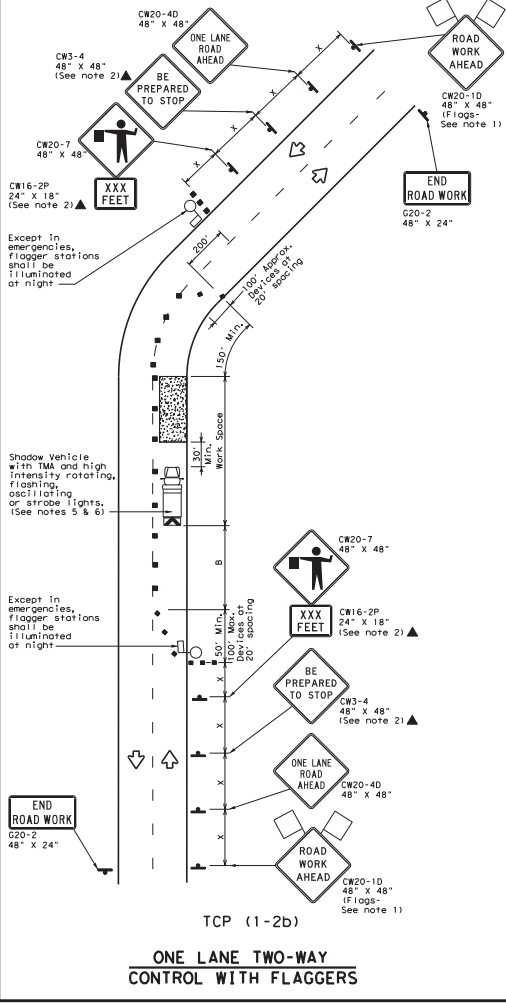 CW20-4D
48" X 48"
ONE LANE
ROAD
AHEAD
X
ROAD
WORK
AHEAD
CW3-4
48" X 48"
(See note 2)▲
BE
PREPARED
TO STOP
X
X
CW20-1D
48" X 48"
(Flags-
See note 1)
CW20-7
48" X 48"
X
END
ROAD WORK
G20-2
48" X 24"
CW16-2P
24" X 18"
(See note 2)▲
XXX
FEET
Except in
emergencies,
flagger stations
shall be
illuminated
at night
200'
100' Approx.
Devices at
20' spacing
150' Min.
Work Space
30'
Min.
Shadow Vehicle
with TMA and high
intensity rotating,
flashing,
oscillating
or strobe lights.
(See notes 5 & 6)
B
CW20-7
48" X 48"
XXX
FEET
CW16-2P
24" X 18"
(See note 2)▲
Except in
emergencies,
flagger stations
shall be
illuminated
at night
50' Min.
100' Max.
Devices at
20' spacing
X
BE
PREPARED
TO STOP
CW3-4
48" X 48"
(See note 2)▲
X
ONE LANE
ROAD
AHEAD
CW20-4D
48" X 48"
X
END
ROAD WORK
G20-2
48" X 24"
X
ROAD
WORK
AHEAD
CW20-1D
48" X 48"
(Flags-
See note 1)
TCP (1-2b)
ONE LANE TWO-WAY
CONTROL WITH FLAGGERS